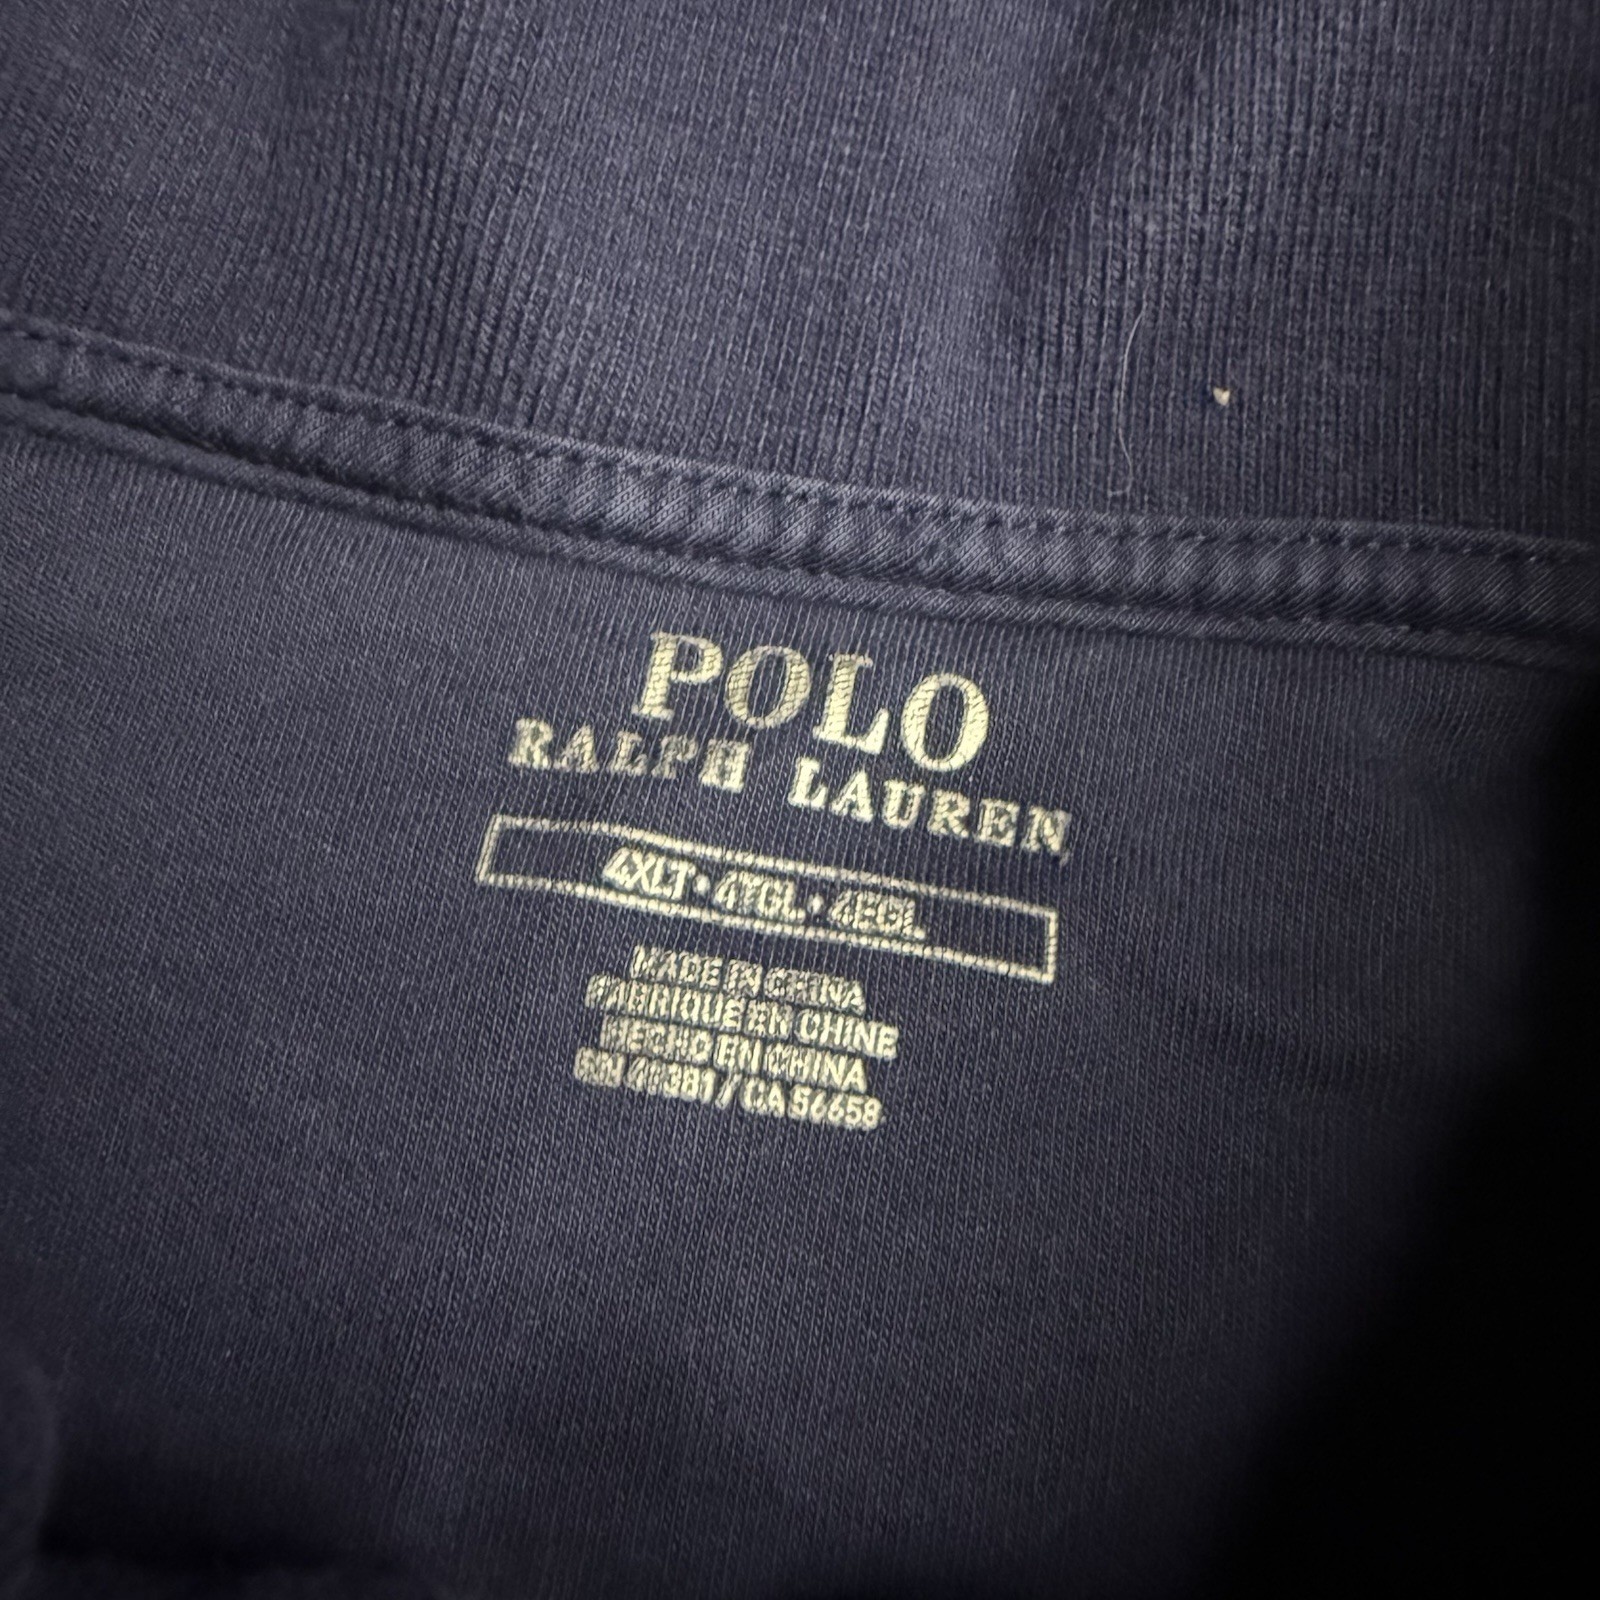 POLO
RALPH LAUREN
4XLT • 4TGL • 4EGL
MADE IN CHINA
FABRIQUE EN CHINE
HECHO EN CHINA
RN 41381 / CA 56658